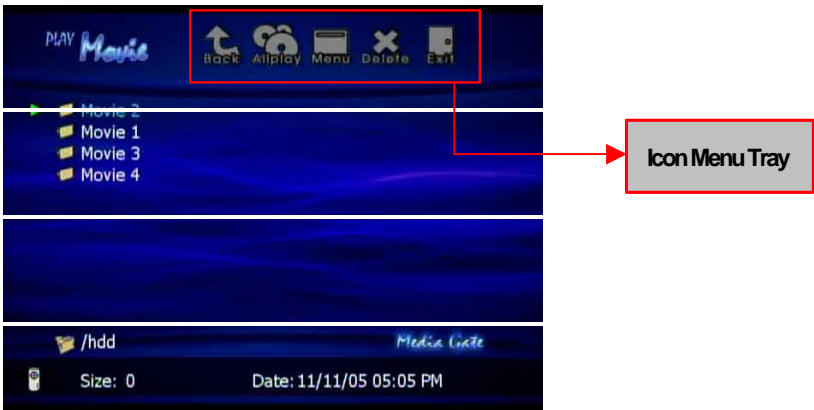 PLAY Movie
Back Allplay Menu Delete Exit
Movie 2
Movie 1
Movie 3
Movie 4
Icon Menu Tray
/hdd
Media Gate
Size: 0
Date: 11/11/05 05:05 PM